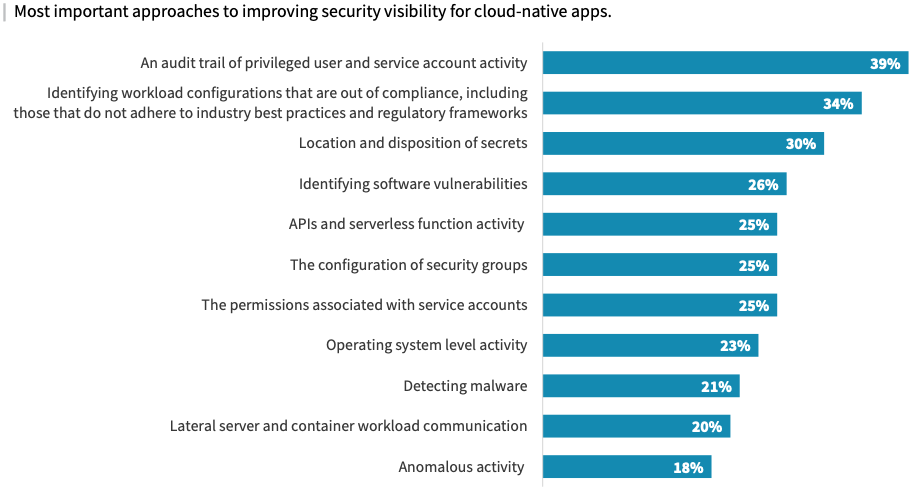 Most important approaches to improving security visibility for cloud-native apps.
An audit trail of privileged user and service account activity
39%
Identifying workload configurations that are out of compliance, including
those that do not adhere to industry best practices and regulatory frameworks
34%
Location and disposition of secrets
30%
Identifying software vulnerabilities
26%
APIs and serverless function activity
25%
The configuration of security groups
25%
The permissions associated with service accounts
25%
Operating system level activity
23%
Detecting malware
21%
Lateral server and container workload communication
20%
Anomalous activity
18%